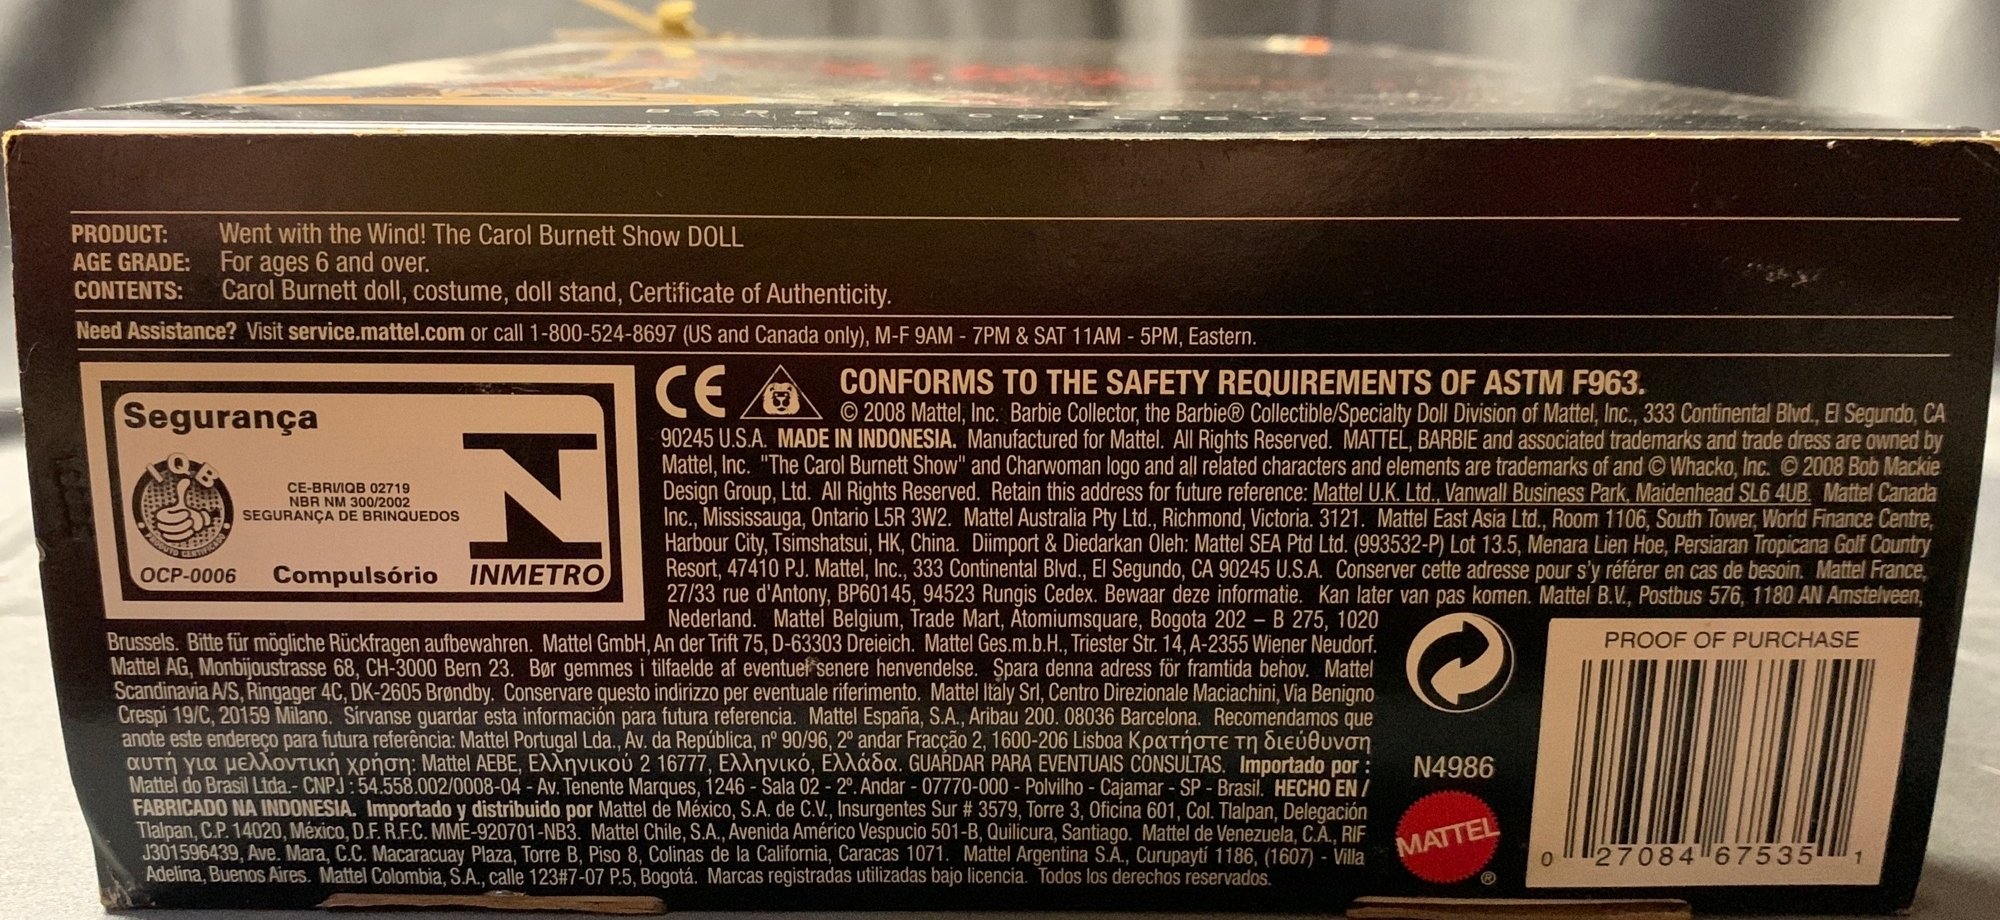 BARBIE® COLLECTOR
PRODUCT: Went with the Wind! The Carol Burnett Show DOLL
AGE GRADE: For ages 6 and over.
CONTENTS: Carol Burnett doll, costume, doll stand, Certificate of Authenticity.
Need Assistance? Visit service.mattel.com or call 1-800-524-8697 (US and Canada only), M-F 9AM - 7PM & SAT 11AM - 5PM, Eastern.
Segurança
IQB
CE-BRI/IQB 02719
NBR NM 300/2002
SEGURANÇA DE BRINQUEDOS
PRODUTO CERTIFICADO
OCP-0006 Compulsório INMETRO
CE CONFORMS TO THE SAFETY REQUIREMENTS OF ASTM F963.
© 2008 Mattel, Inc. Barbie Collector, the Barbie® Collectible/Specialty Doll Division of Mattel, Inc., 333 Continental Blvd., El Segundo, CA
90245 U.S.A. MADE IN INDONESIA. Manufactured for Mattel. All Rights Reserved. MATTEL, BARBIE and associated trademarks and trade dress are owned by
Mattel, Inc. "The Carol Burnett Show" and Charwoman logo and all related characters and elements are trademarks of and © Whacko, Inc. © 2008 Bob Mackie
Design Group, Ltd. All Rights Reserved. Retain this address for future reference: Mattel U.K. Ltd., Vanwall Business Park, Maidenhead SL6 4UB. Mattel Canada
Inc., Mississauga, Ontario L5R 3W2. Mattel Australia Pty Ltd., Richmond, Victoria. 3121. Mattel East Asia Ltd., Room 1106, South Tower, World Finance Centre,
Harbour City, Tsimshatsui, HK, China. Diimport & Diedarkan Oleh: Mattel SEA Ptd Ltd. (993532-P) Lot 13.5, Menara Lien Hoe, Persiaran Tropicana Golf Country
Resort, 47410 PJ. Mattel, Inc., 333 Continental Blvd., El Segundo, CA 90245 U.S.A. Conserver cette adresse pour s'y référer en cas de besoin. Mattel France,
27/33 rue d'Antony, BP60145, 94523 Rungis Cedex. Bewaar deze informatie. Kan later van pas komen. Mattel B.V., Postbus 576, 1180 AN Amstelveen,
Nederland. Mattel Belgium, Trade Mart, Atomiumsquare, Bogota 202 – B 275, 1020
Brussels. Bitte für mögliche Rückfragen aufbewahren. Mattel GmbH, An der Trift 75, D-63303 Dreieich. Mattel Ges.m.b.H., Triester Str. 14, A-2355 Wiener Neudorf.
Mattel AG, Monbijoustrasse 68, CH-3000 Bern 23. Bør gemmes i tilfaelde af eventuel senere henvendelse. Spara denna adress för framtida behov. Mattel
Scandinavia A/S, Ringager 4C, DK-2605 Brøndby. Conservare questo indirizzo per eventuale riferimento. Mattel Italy Srl, Centro Direzionale Maciachini, Via Benigno
Crespi 19/C, 20159 Milano. Sírvanse guardar esta información para futura referencia. Mattel España, S.A., Aribau 200. 08036 Barcelona. Recomendamos que
anote este endereço para futura referência: Mattel Portugal Lda., Av. da República, nº 90/96, 2º andar Fracção 2, 1600-206 Lisboa Κρατήστε τη διεύθυνση
αυτή για μελλοντική χρήση: Mattel AEBE, Ελληνικού 2 16777, Ελληνικό, Ελλάδα. GUARDAR PARA EVENTUAIS CONSULTAS. Importado por :
Mattel do Brasil Ltda.- CNPJ : 54.558.002/0008-04 - Av. Tenente Marques, 1246 - Sala 02 - 2º. Andar - 07770-000 - Polvilho - Cajamar - SP - Brasil. HECHO EN /
FABRICADO NA INDONESIA. Importado y distribuido por Mattel de México, S.A. de C.V., Insurgentes Sur # 3579, Torre 3, Oficina 601, Col. Tlalpan, Delegación
Tlalpan, C.P. 14020, México, D.F. R.F.C. MME-920701-NB3. Mattel Chile, S.A., Avenida Américo Vespucio 501-B, Quilicura, Santiago. Mattel de Venezuela, C.A., RIF
J301596439, Ave. Mara, C.C. Macaracuay Plaza, Torre B, Piso 8, Colinas de la California, Caracas 1071. Mattel Argentina S.A., Curupaytí 1186, (1607) - Villa
Adelina, Buenos Aires. Mattel Colombia, S.A., calle 123#7-07 P.5, Bogotá. Marcas registradas utilizadas bajo licencia. Todos los derechos reservados.
N4986
MATTEL®
PROOF OF PURCHASE
0 27084 67535 1